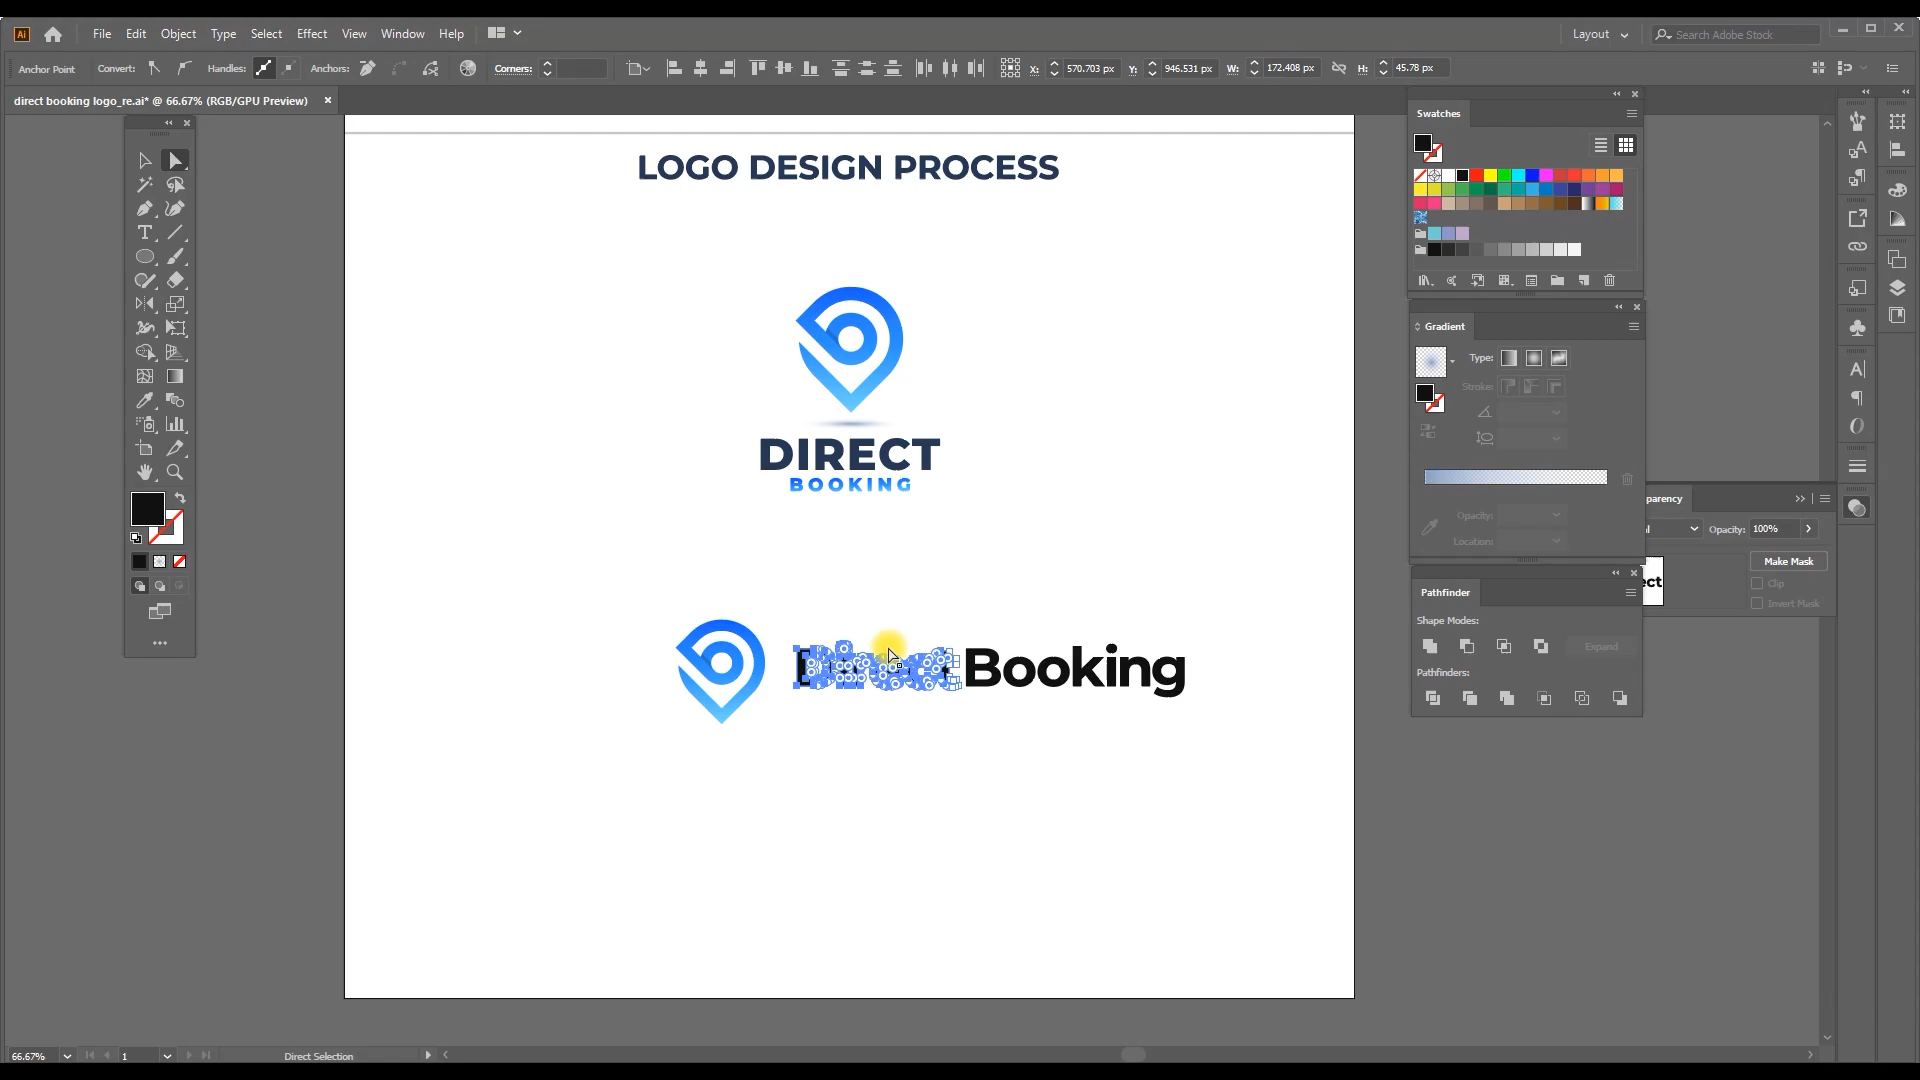 Ai File Edit Object Type Select Effect View Window Help Layout Search Adobe Stock
Anchor Point Convert: Handles: Anchors: Corners: X: 570.703 px Y: 946.531 px W: 172.408 px H: 45.78 px
direct booking logo_re.ai* @ 66.67% (RGB/GPU Preview) ×
Swatches
LOGO DESIGN PROCESS
Gradient
Type:
Stroke:
DIRECT
BOOKING
Opacity:
Location:
parency
Opacity: 100%
Make Mask
Clip
Invert Mask
ect
Pathfinder
Shape Modes:
Expand
Pathfinders:
Direct Booking
66.67% 1 Direct Selection